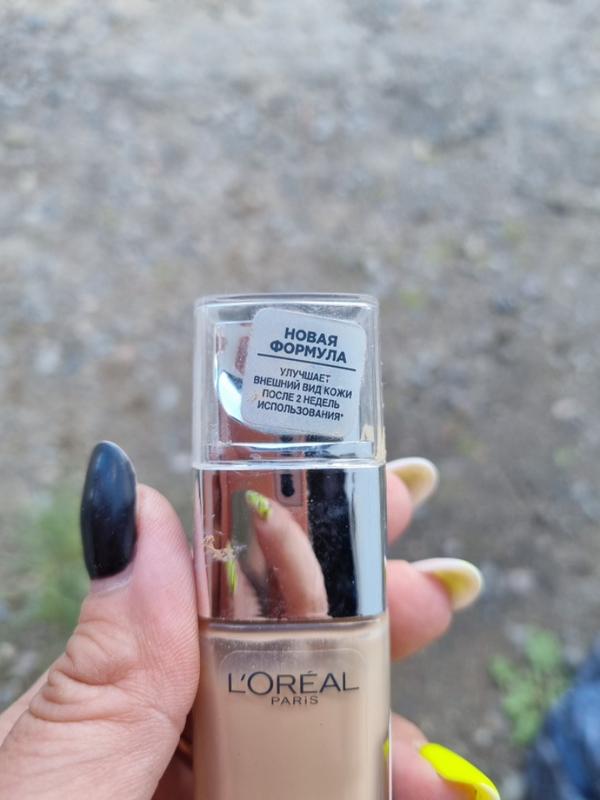 НОВАЯ
ФОРМУЛА
УЛУЧШАЕТ
ВНЕШНИЙ ВИД КОЖИ
ПОСЛЕ 2 НЕДЕЛЬ
ИСПОЛЬЗОВАНИЯ*
L'ORÉAL
PARIS